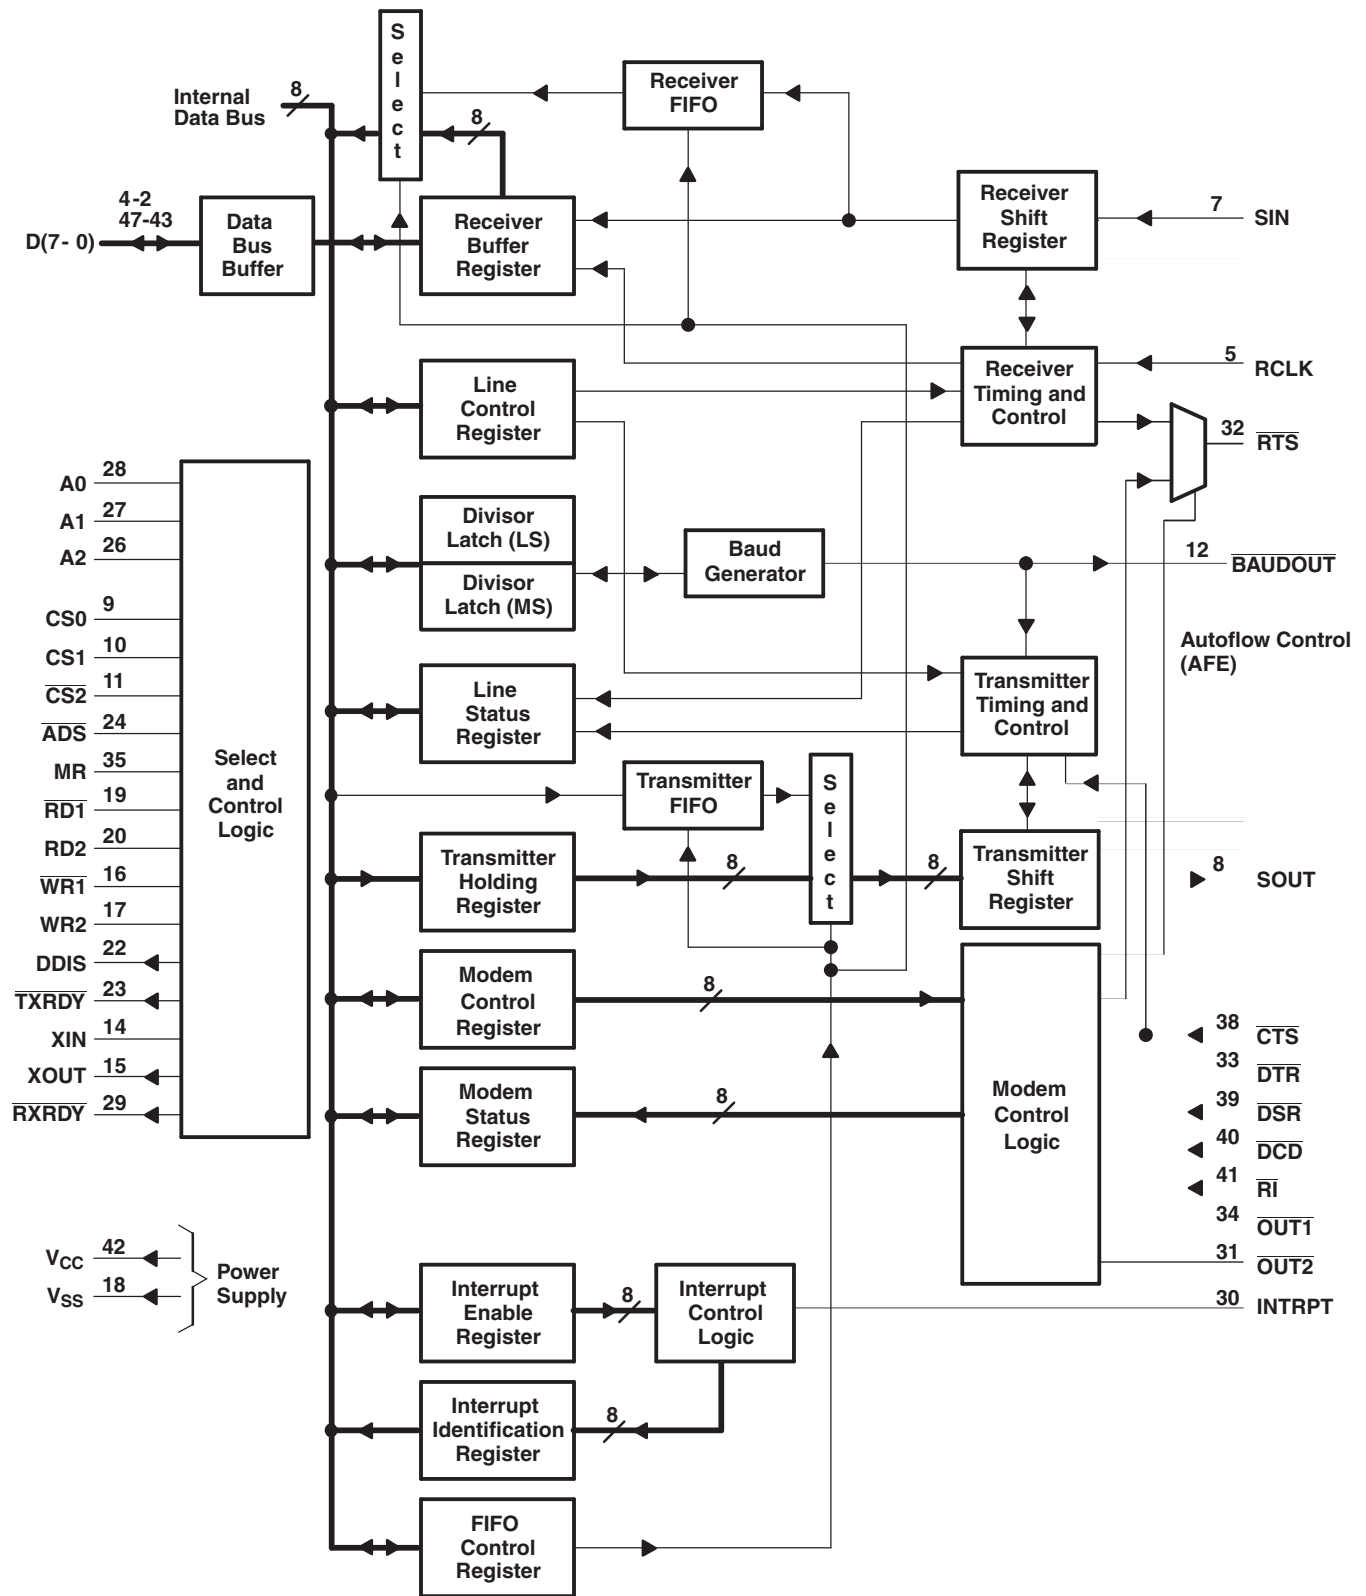 S
e
l
e
c
t
Internal
Data Bus
8
8
Receiver
FIFO
4-2
47-43
D(7- 0)
Data
Bus
Buffer
Receiver
Buffer
Register
Receiver
Shift
Register
7
SIN
Line
Control
Register
Receiver
Timing and
Control
5
RCLK
32
RTS
A0
28
A1
27
A2
26
CS0
9
CS1
10
CS2
11
ADS
24
MR
35
RD1
19
RD2
20
WR1
16
WR2
17
DDIS
22
TXRDY
23
XIN
14
XOUT
15
RXRDY
29
Select
and
Control
Logic
Divisor
Latch (LS)
Divisor
Latch (MS)
Baud
Generator
12
BAUDOUT
Autoflow Control
(AFE)
Line
Status
Register
Transmitter
Timing and
Control
Transmitter
FIFO
S
e
l
e
c
t
Transmitter
Holding
Register
8
8
Transmitter
Shift
Register
8
SOUT
Modem
Control
Register
8
Modem
Status
Register
8
Modem
Control
Logic
38
CTS
33
DTR
39
DSR
40
DCD
41
RI
34
OUT1
31
OUT2
VCC
42
VSS
18
Power
Supply
Interrupt
Enable
Register
8
Interrupt
Control
Logic
30
INTRPT
Interrupt
Identification
Register
8
FIFO
Control
Register